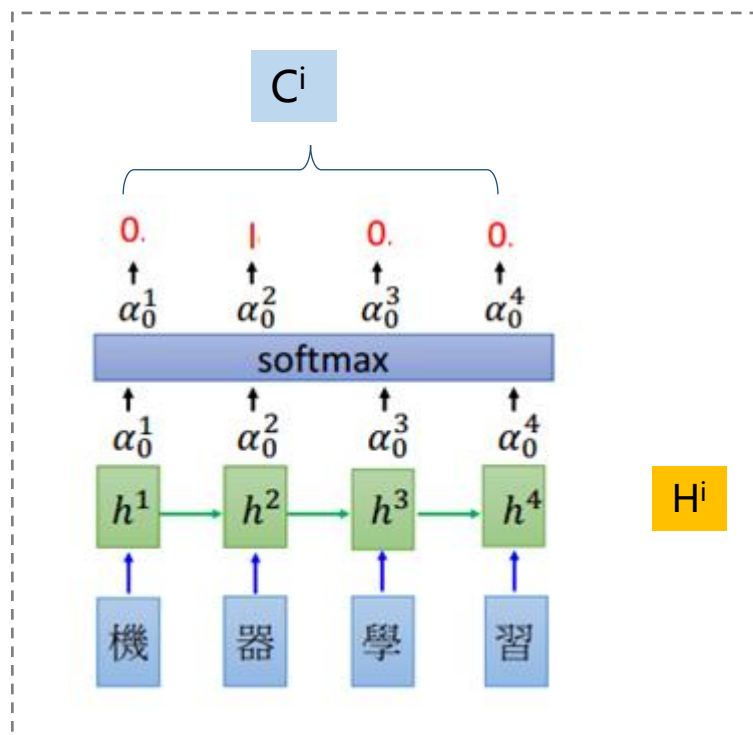 Cⁱ
0. 1. 0. 0.
α₀¹ α₀² α₀³ α₀⁴
softmax
α₀¹ α₀² α₀³ α₀⁴
h¹ h² h³ h⁴
Hⁱ
機 器 學 習